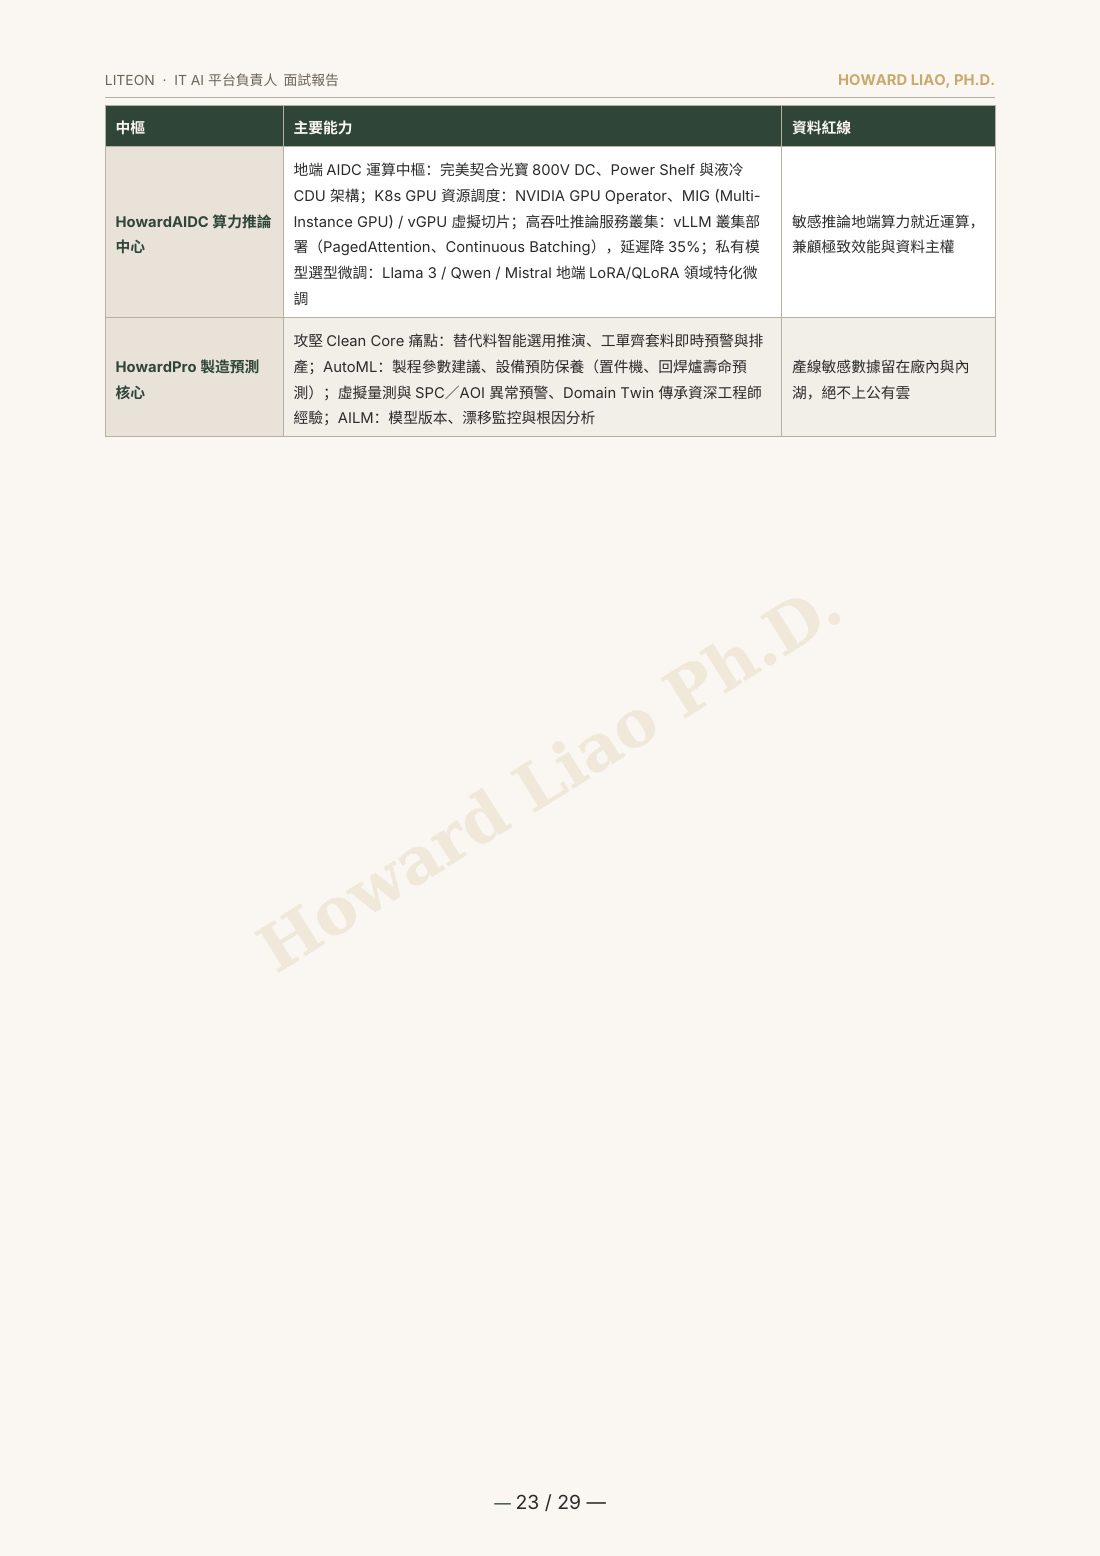 LITEON · IT AI 平台負責人 面試報告
HOWARD LIAO, PH.D.
中樞
主要能力
資料紅線
HowardAIDC 算力推論
中心
地端 AIDC 運算中樞：完美契合光寶 800V DC、Power Shelf 與液冷
CDU 架構；K8s GPU 資源調度：NVIDIA GPU Operator、MIG (Multi-
Instance GPU) / vGPU 虛擬切片；高吞吐推論服務叢集：vLLM 叢集部
署（PagedAttention、Continuous Batching），延遲降 35%；私有模
型選型微調：Llama 3 / Qwen / Mistral 地端 LoRA/QLoRA 領域特化微
調
敏感推論地端算力就近運算，
兼顧極致效能與資料主權
HowardPro 製造預測
核心
攻堅 Clean Core 痛點：替代料智能選用推演、工單齊套料即時預警與排
產；AutoML：製程參數建議、設備預防保養（置件機、回焊爐壽命預
測）；虛擬量測與 SPC／AOI 異常預警、Domain Twin 傳承資深工程師
經驗；AILM：模型版本、漂移監控與根因分析
產線敏感數據留在廠內與內
湖，絕不上公有雲
Howard Liao Ph.D.
— 23 / 29 —